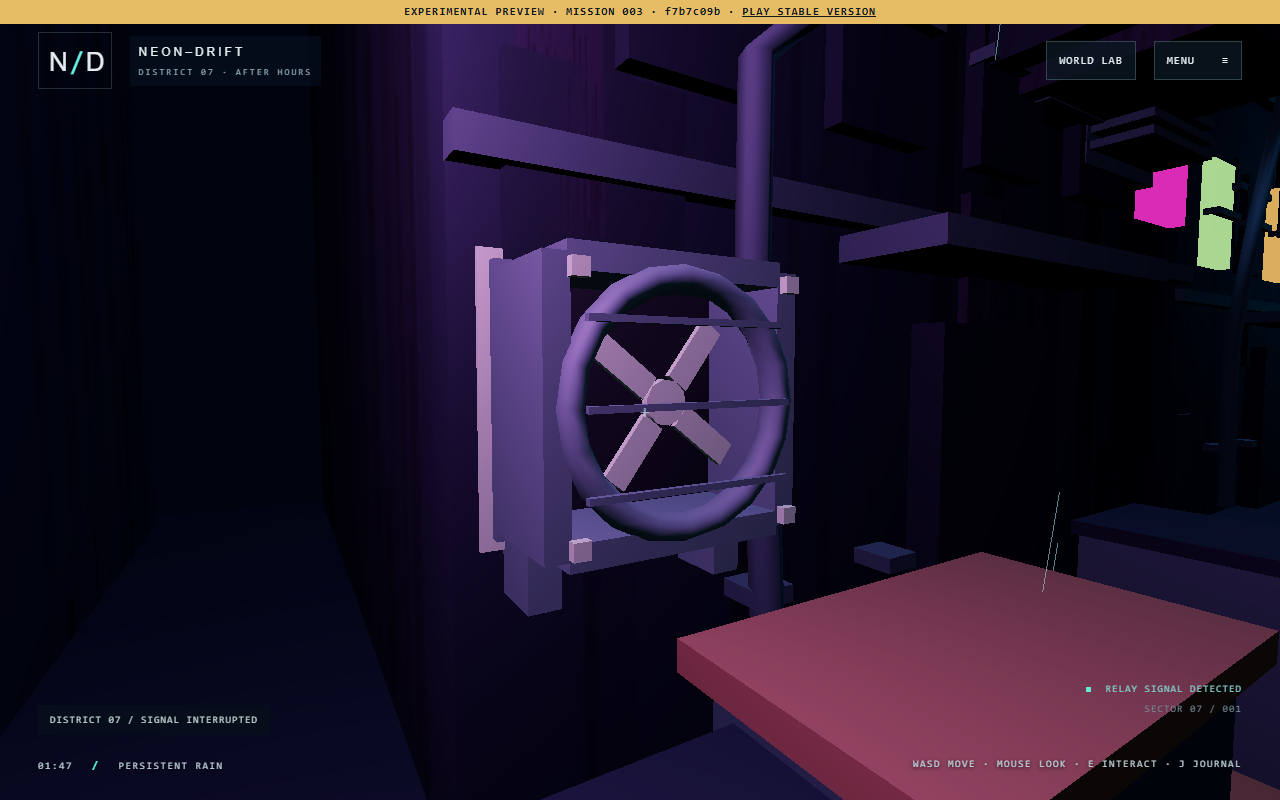 EXPERIMENTAL PREVIEW · MISSION 003 · f7b7c09b · PLAY STABLE VERSION
N/D
NEON—DRIFT
DISTRICT 07 · AFTER HOURS
WORLD LAB
MENU ≡
RELAY SIGNAL DETECTED
SECTOR 07 / 001
DISTRICT 07 / SIGNAL INTERRUPTED
01:47 / PERSISTENT RAIN
WASD MOVE · MOUSE LOOK · E INTERACT · J JOURNAL